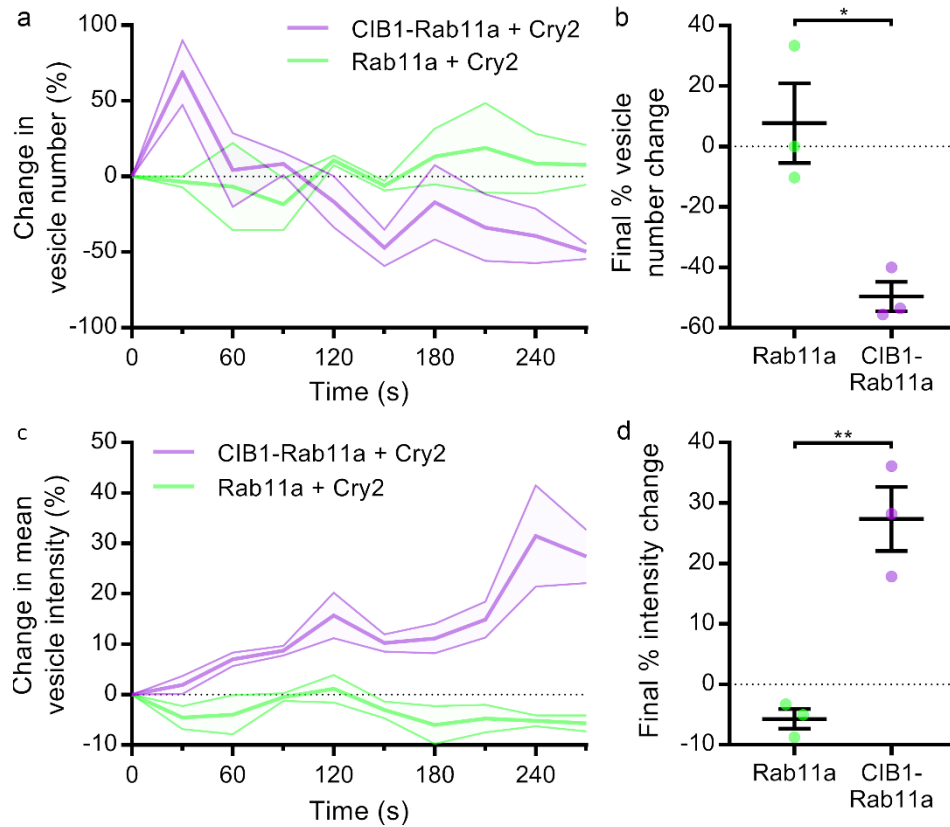 a
CIB1-Rab11a + Cry2
Rab11a + Cry2
Change in
vesicle number (%)
100
50
0
-50
-100
0
60
120
180
240
Time (s)
b
*
Final % vesicle
number change
40
20
0
-20
-40
-60
Rab11a
CIB1-
Rab11a
c
CIB1-Rab11a + Cry2
Rab11a + Cry2
Change in mean
vesicle intensity (%)
50
40
30
20
10
0
-10
0
60
120
180
240
Time (s)
d
**
Final % intensity change
40
30
20
10
0
-10
Rab11a
CIB1-
Rab11a